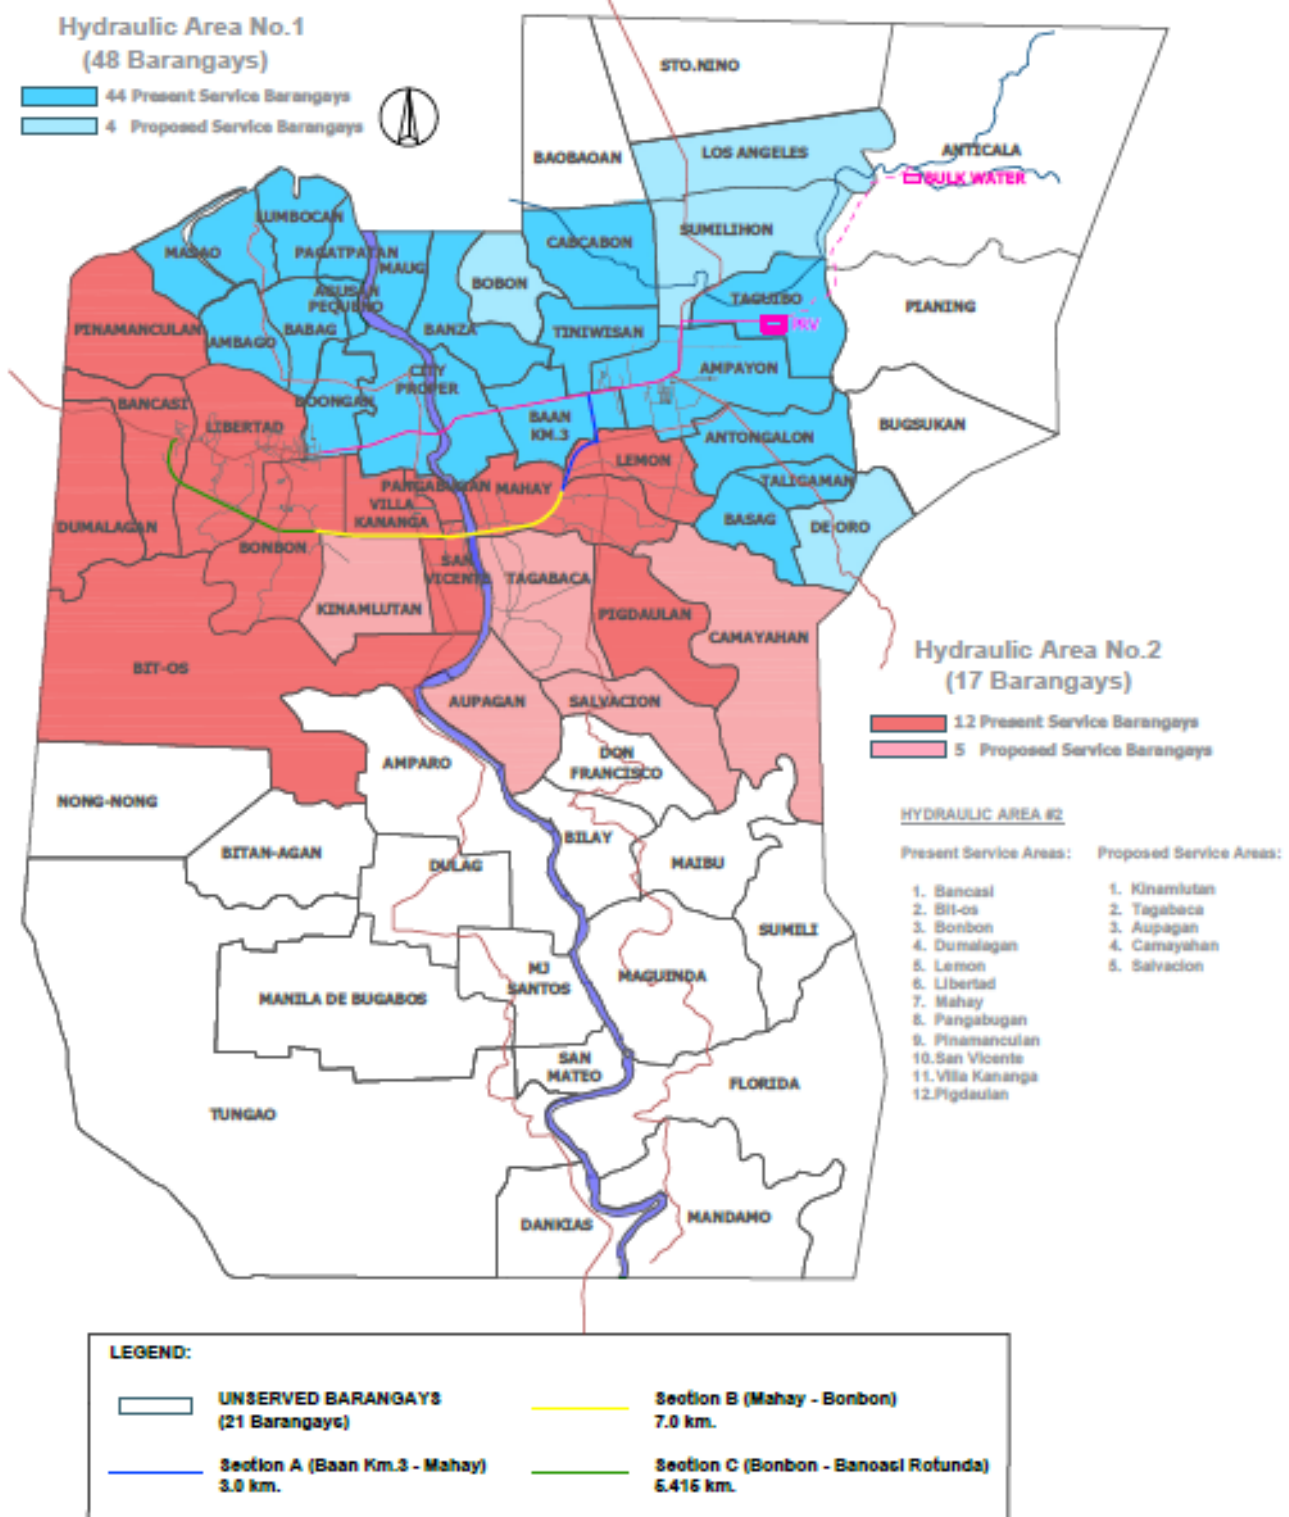 Hydraulic Area No.1
(48 Barangays)
44 Present Service Barangays
4 Proposed Service Barangays
STO.NINO
BAOBAOAN
LOS ANGELES
ANTICALA
BULK WATER
LUMBOCAN
MASAO
PAGATPATAN
MAUG
CABCABON
SUMILIHON
AGUSAN
PEQUEÑO
BOBON
TAGUIBO
PRV
PIANING
PINAMANCULAN
AMBAGO
BABAG
BANZA
TINIWISAN
CITY
PROPER
AMPAYON
BANCASI
DOONGAN
LIBERTAD
BAAN
KM.3
ANTONGALON
BUGSUKAN
LEMON
TALIGAMAN
PANGABUGAN
MAHAY
VILLA
KANANGA
DUMALAGAN
BASAG
DE ORO
BONBON
SAN
VICENTE
TAGABACA
KINAMLUTAN
PIGDAULAN
CAMAYAHAN
BIT-OS
AUPAGAN
SALVACION
Hydraulic Area No.2
(17 Barangays)
12 Present Service Barangays
5 Proposed Service Barangays
AMPARO
DON
FRANCISCO
NONG-NONG
BITAN-AGAN
DULAG
BILAY
MAIBU
SUMILI
MJ
SANTOS
MAGUINDA
MANILA DE BUGABOS
SAN
MATEO
FLORIDA
TUNGAO
DANKIAS
MANDAMO
HYDRAULIC AREA #2
Present Service Areas:
1. Bancasi
2. Bit-os
3. Bonbon
4. Dumalagan
5. Lemon
6. Libertad
7. Mahay
8. Pangabugan
9. Pinamanculan
10.San Vicente
11.Villa Kananga
12.Pigdaulan
Proposed Service Areas:
1. Kinamlutan
2. Tagabaca
3. Aupagan
4. Camayahan
5. Salvacion
LEGEND:
UNSERVED BARANGAYS
(21 Barangays)
Section A (Baan Km.3 - Mahay)
3.0 km.
Section B (Mahay - Bonbon)
7.0 km.
Section C (Bonbon - Bancasi Rotunda)
5.415 km.